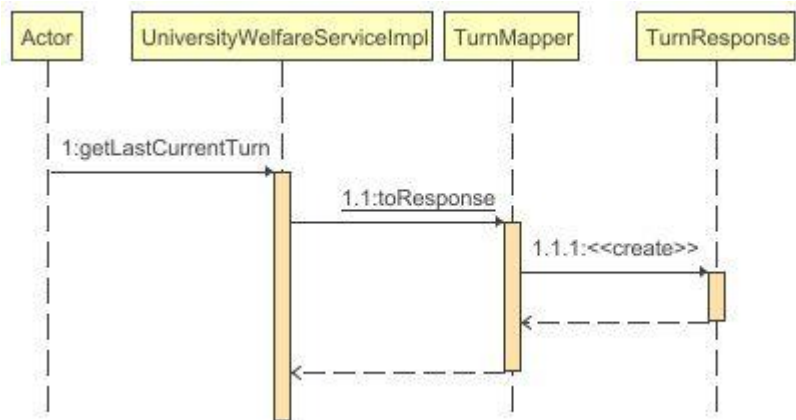 Actor
UniversityWelfareServiceImpl
TurnMapper
TurnResponse
1:getLastCurrentTurn
1.1:toResponse
1.1.1:<<create>>